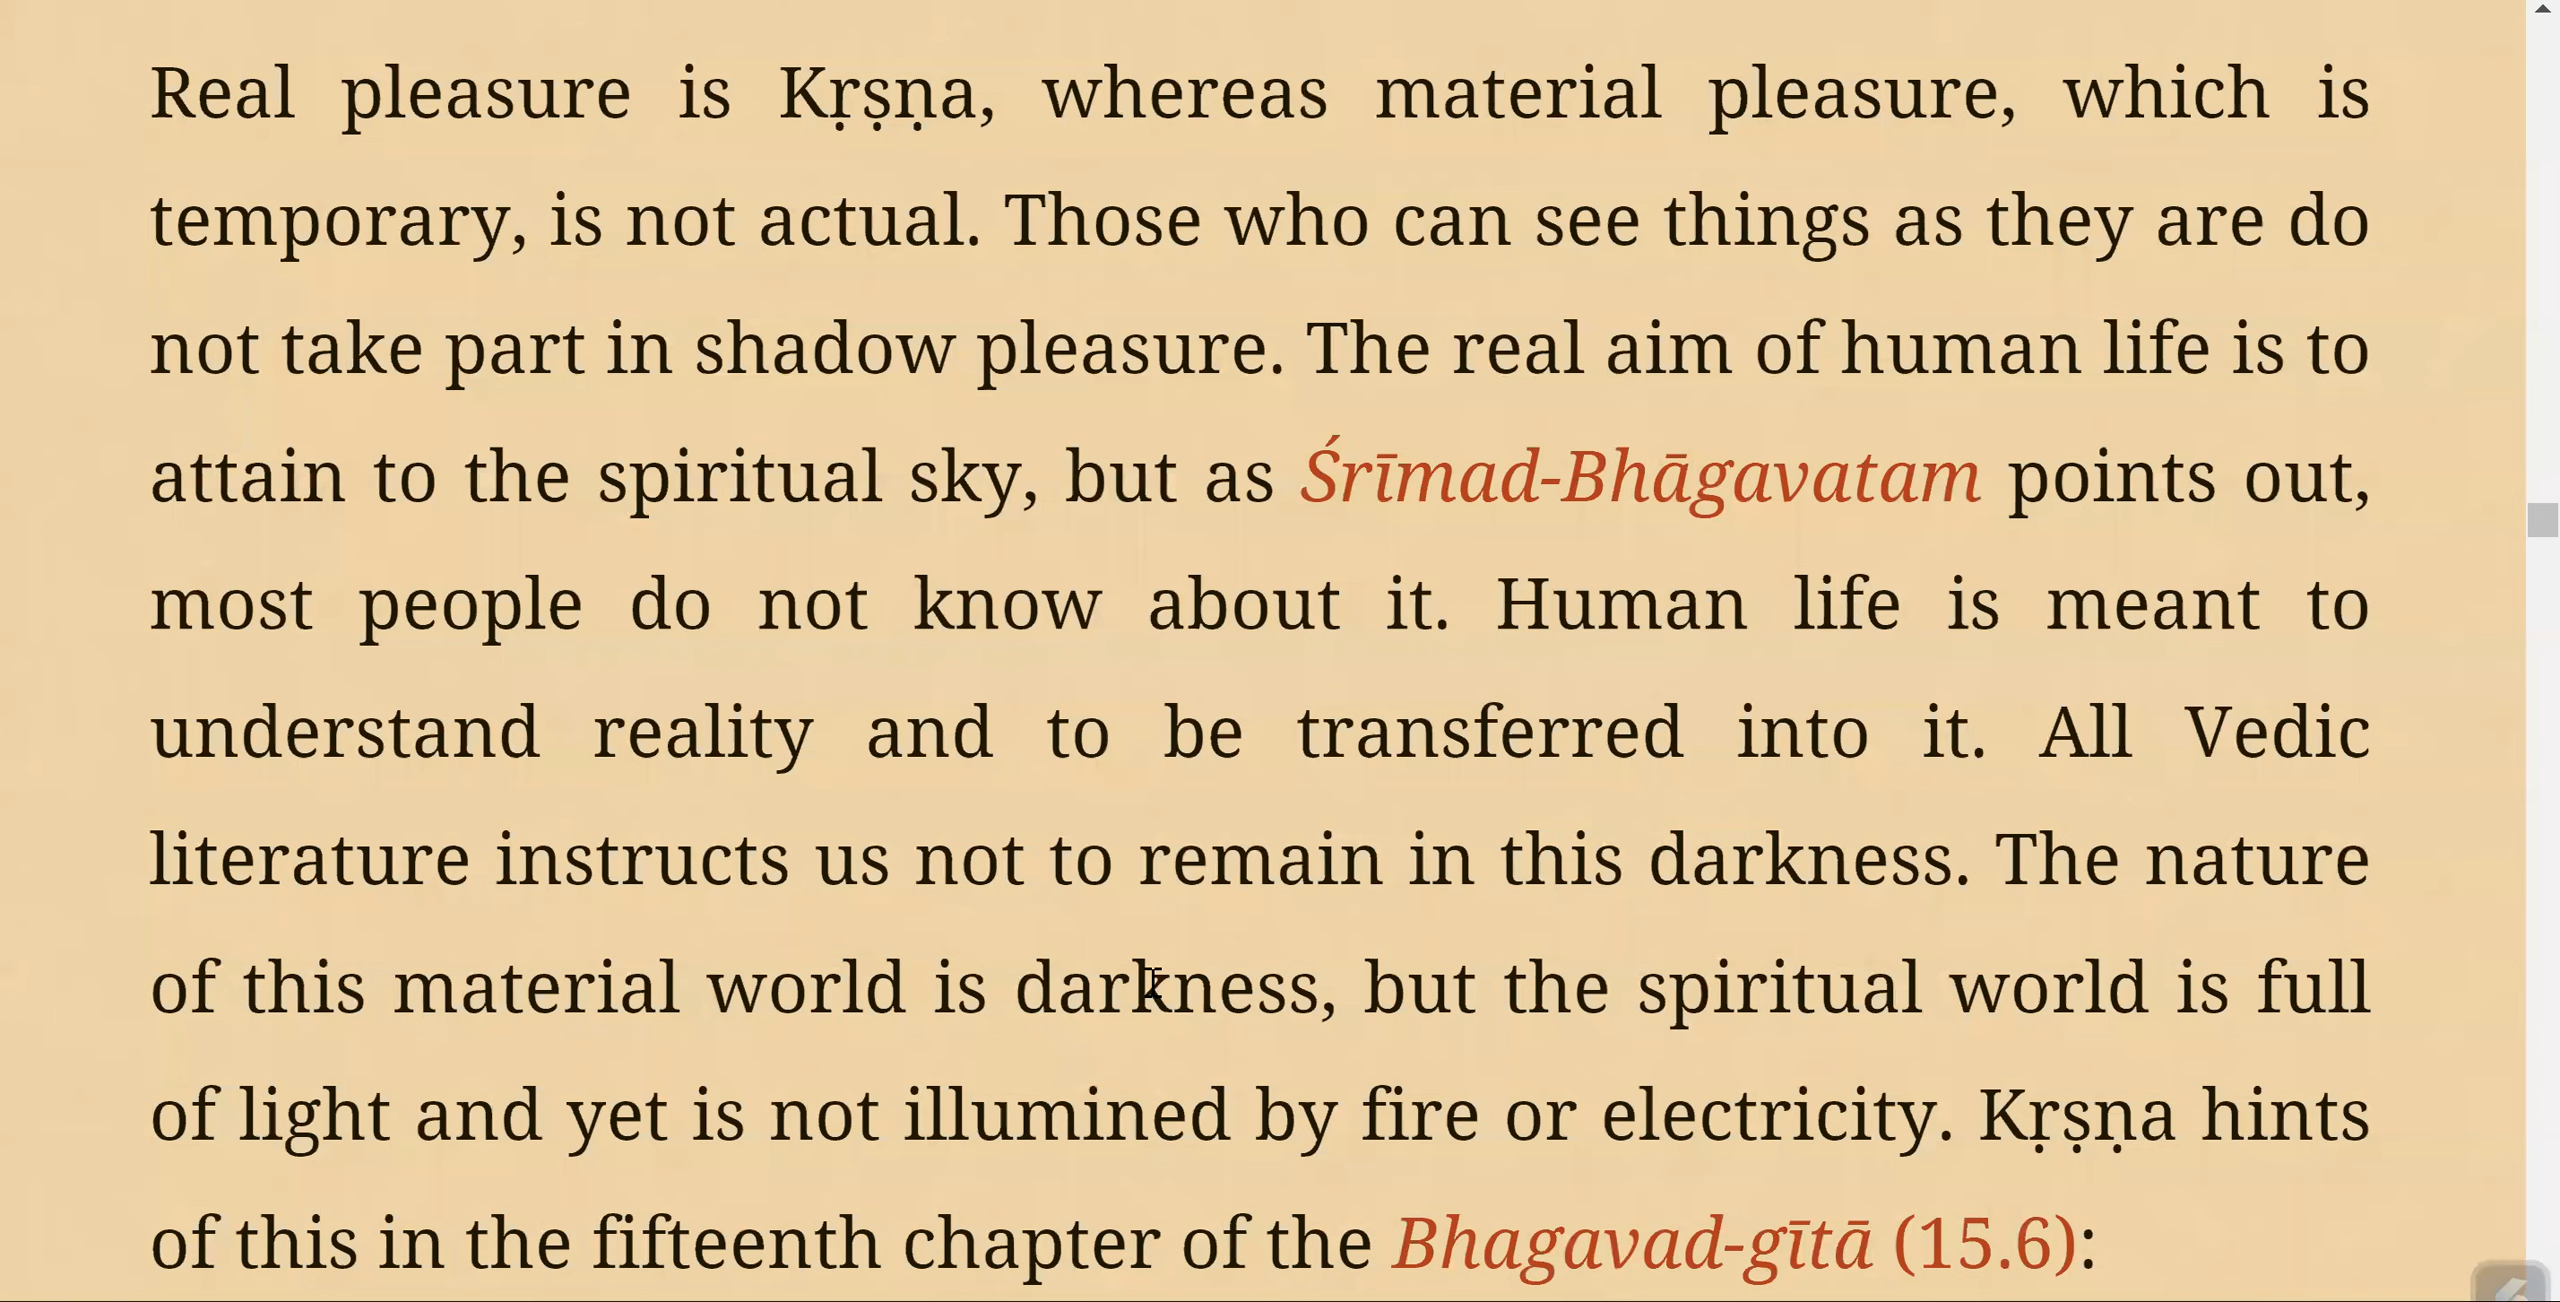 Real pleasure is Kṛṣṇa, whereas material pleasure, which is
temporary, is not actual. Those who can see things as they are do
not take part in shadow pleasure. The real aim of human life is to
attain to the spiritual sky, but as Śrīmad-Bhāgavatam points out,
most people do not know about it. Human life is meant to
understand reality and to be transferred into it. All Vedic
literature instructs us not to remain in this darkness. The nature
of this material world is darkness, but the spiritual world is full
of light and yet is not illumined by fire or electricity. Kṛṣṇa hints
of this in the fifteenth chapter of the Bhagavad-gītā (15.6):